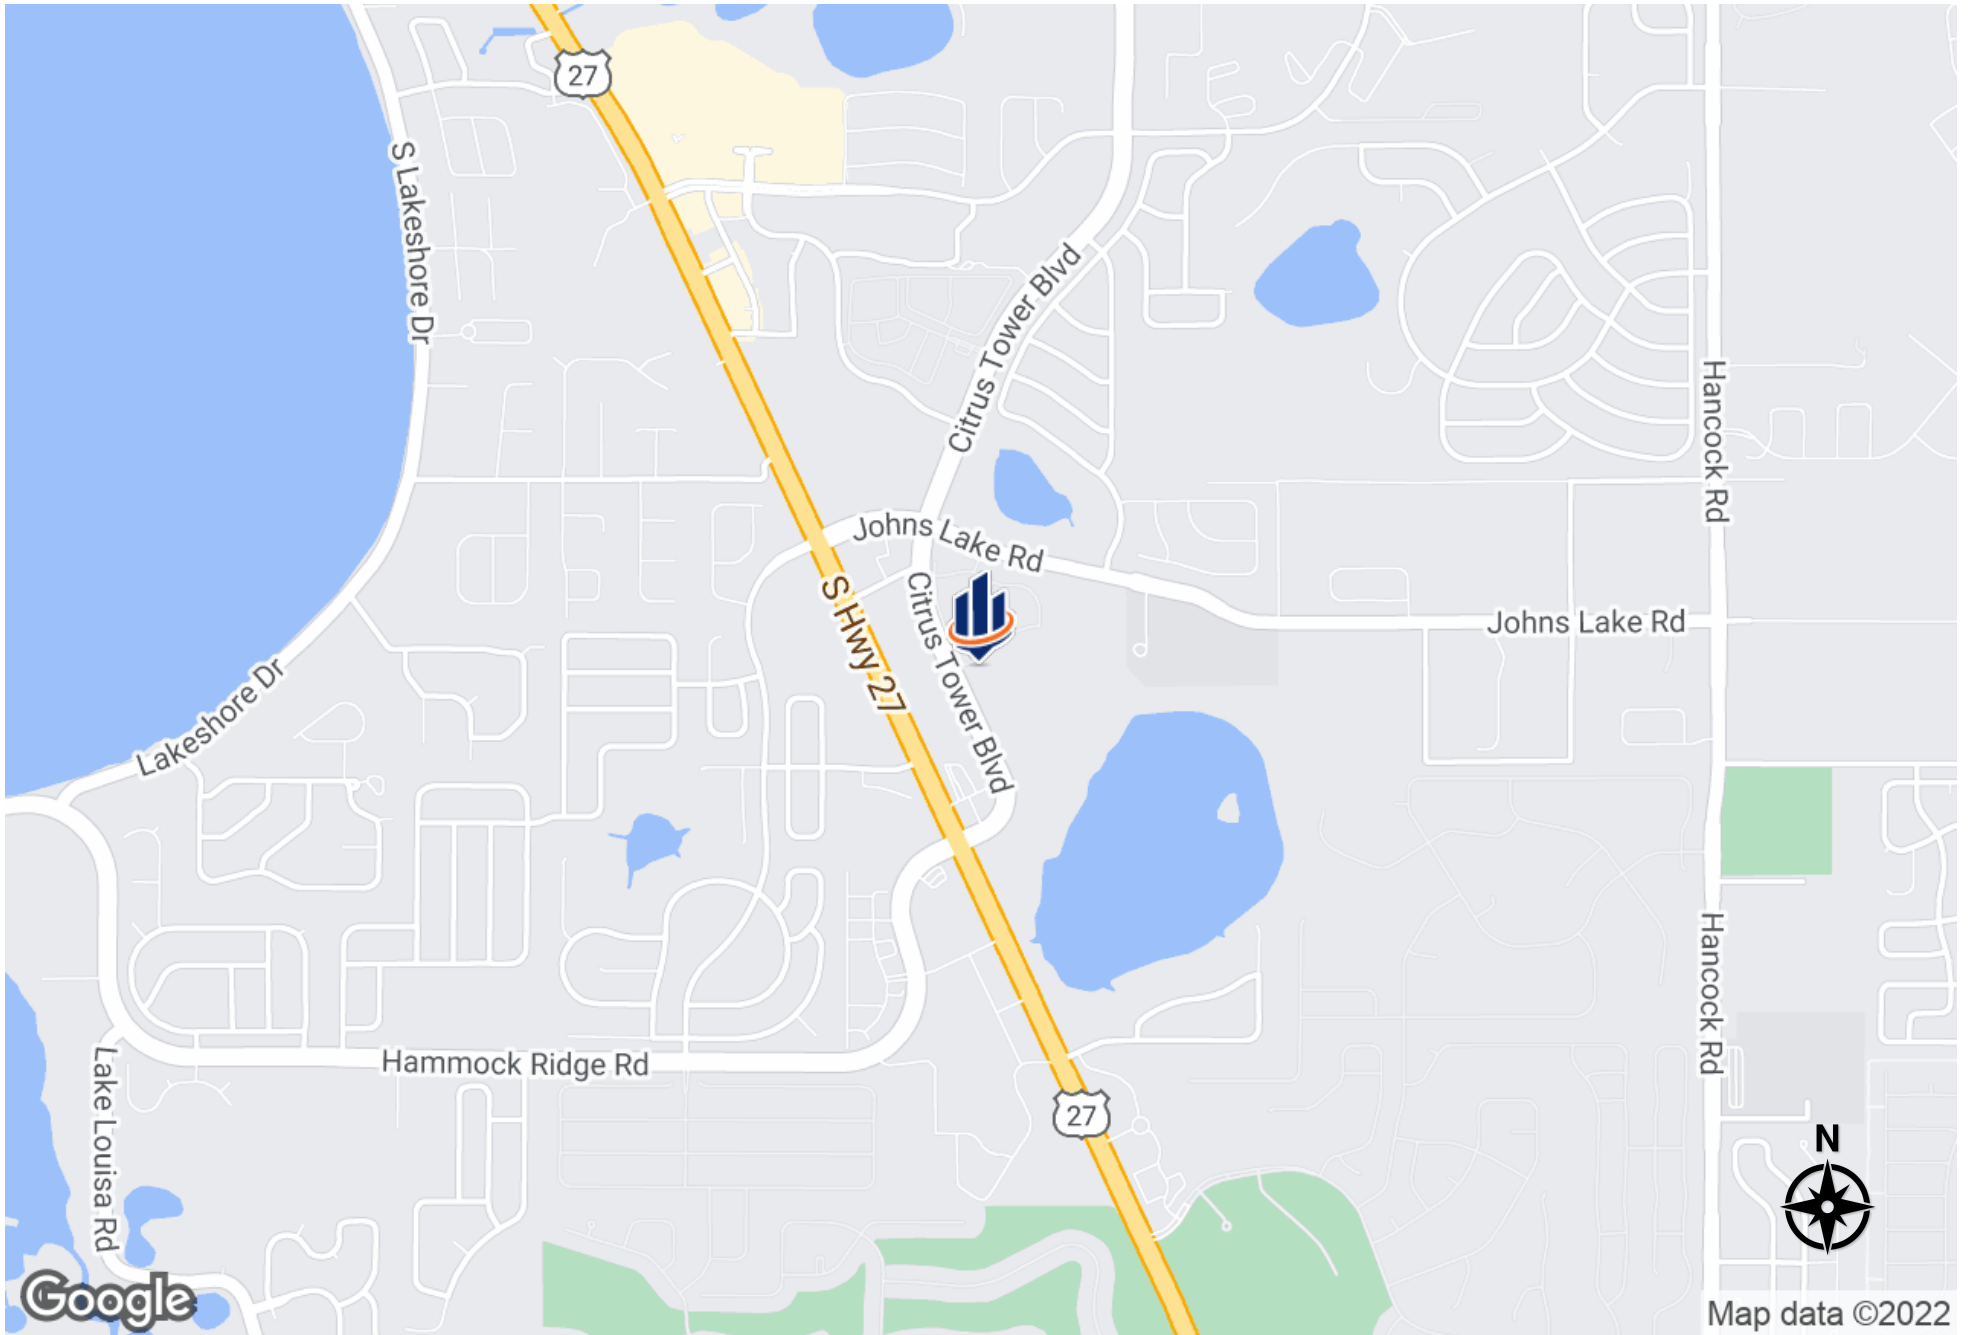 27
S Lakeshore Dr
Citrus Tower Blvd
Hancock Rd
Johns Lake Rd
S Hwy 27
Citrus Tower Blvd
Johns Lake Rd
Lakeshore Dr
Hancock Rd
Hammock Ridge Rd
Lake Louisa Rd
27
N
Google
Map data ©2022